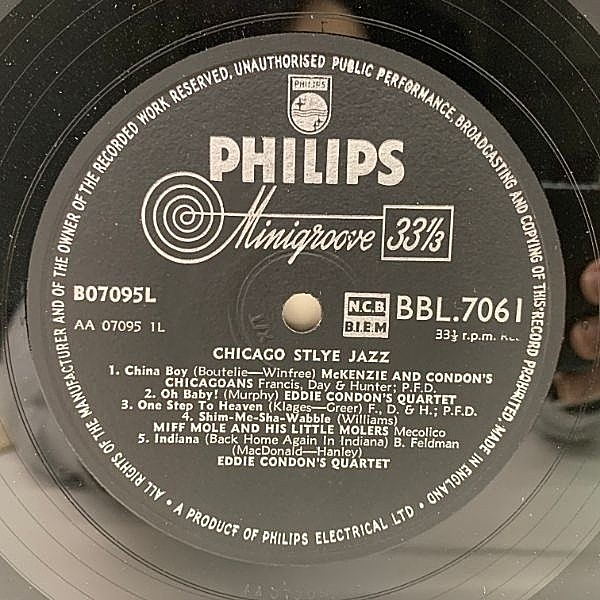 ALL RIGHTS OF THE MANUFACTURER AND OF THE OWNER OF THE RECORDED WORK RESERVED, UNAUTHORISED PUBLIC PERFORMANCE, BROADCASTING AND COPYING OF THIS RECORD PROHIBITED, MADE IN ENGLAND
PHILIPS
PHILIPS
Minigroove 33⅓
B07095L
AA 07095 1L
N.C.B.
B.I.E.M
BBL.7061
33⅓ r.p.m.
CHICAGO STLYE JAZZ
1. China Boy (Boutelie—Winfree) McKENZIE AND CONDON'S
CHICAGOANS Francis, Day & Hunter; P.F.D.
2. Oh Baby! (Murphy) EDDIE CONDON'S QUARTET
3. One Step To Heaven (Klages—Greer) F., D. & H.; P.F.D.
4. Shim-Me-Sha-Wabble (Williams)
MIFF MOLE AND HIS LITTLE MOLERS Mecolico
5. Indiana (Back Home Again In Indiana) B. Feldman
(MacDonald—Hanley)
EDDIE CONDON'S QUARTET
• A PRODUCT OF PHILIPS ELECTRICAL LTD •